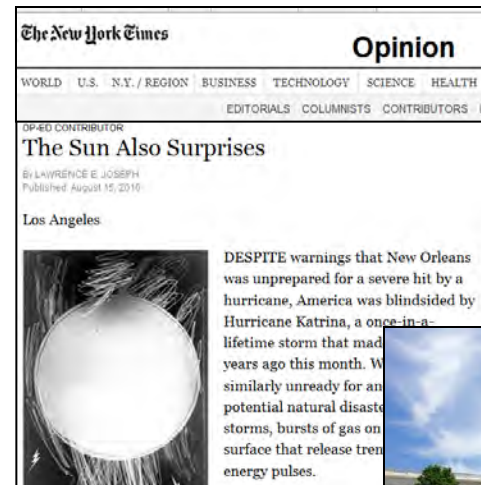 The New York Times
Opinion
WORLD U.S. N.Y. / REGION BUSINESS TECHNOLOGY SCIENCE HEALTH
EDITORIALS COLUMNISTS CONTRIBUTORS
OP-ED CONTRIBUTOR
The Sun Also Surprises
By LAWRENCE E. JOSEPH
Published: August 15, 2010
Los Angeles
DESPITE warnings that New Orleans
was unprepared for a severe hit by a
hurricane, America was blindsided by
Hurricane Katrina, a once-in-a-
lifetime storm that mad
years ago this month. W
similarly unready for an
potential natural disaste
storms, bursts of gas on
surface that release tren
energy pulses.